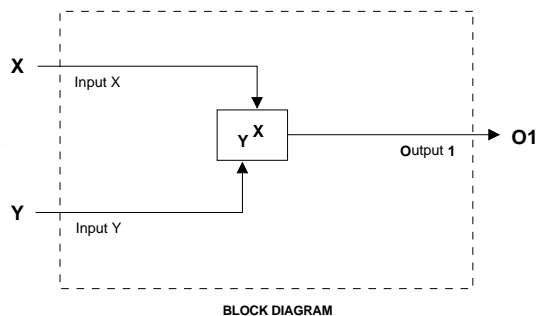 X
Input X
Y X
Output 1
O1
Y
Input Y
BLOCK DIAGRAM